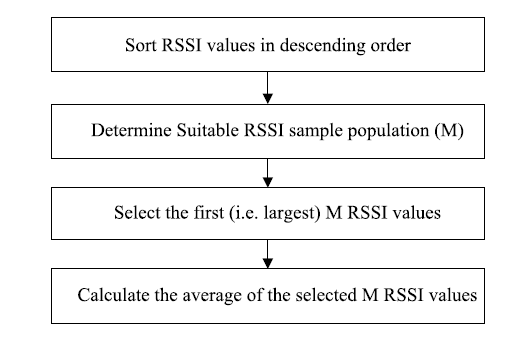 Sort RSSI values in descending order
Determine Suitable RSSI sample population (M)
Select the first (i.e. largest) M RSSI values
Calculate the average of the selected M RSSI values